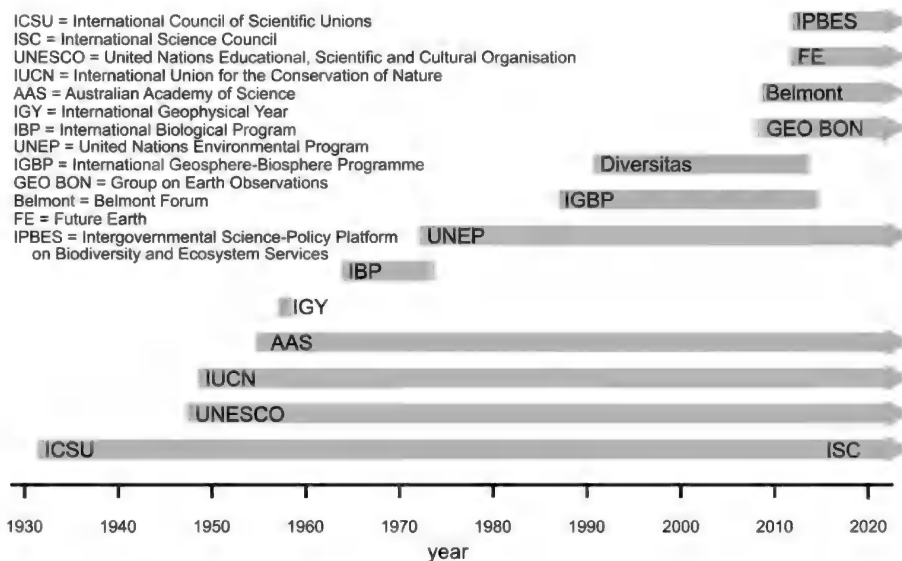 ICSU = International Council of Scientific Unions
ISC = International Science Council
UNESCO = United Nations Educational, Scientific and Cultural Organisation
IUCN = International Union for the Conservation of Nature
AAS = Australian Academy of Science
IGY = International Geophysical Year
IBP = International Biological Program
UNEP = United Nations Environmental Program
IGBP = International Geosphere-Biosphere Programme
GEO BON = Group on Earth Observations
Belmont = Belmont Forum
FE = Future Earth
IPBES = Intergovernmental Science-Policy Platform
on Biodiversity and Ecosystem Services
IPBES
FE
Belmont
GEO BON
Diversitas
IGBP
UNEP
IBP
IGY
AAS
IUCN
UNESCO
ICSU ISC
1930 1940 1950 1960 1970 1980 1990 2000 2010 2020
year